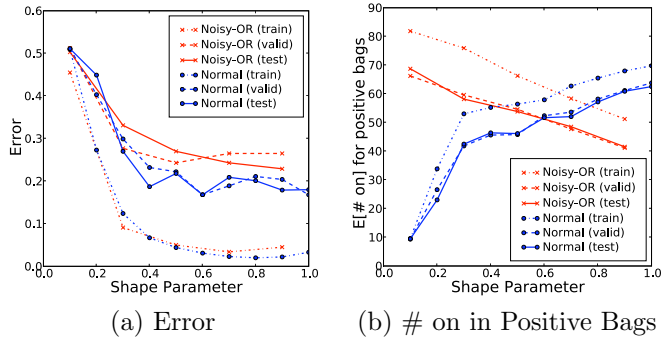 0.6
0.5
0.4
0.3
0.2
0.1
0.0
Error
0.0 0.2 0.4 0.6 0.8 1.0
Shape Parameter
Noisy-OR (train)
Noisy-OR (valid)
Noisy-OR (test)
Normal (train)
Normal (valid)
Normal (test)
(a) Error
90
80
70
60
50
40
30
20
10
0
E[# on] for positive bags
0.0 0.2 0.4 0.6 0.8 1.0
Shape Parameter
Noisy-OR (train)
Noisy-OR (valid)
Noisy-OR (test)
Normal (train)
Normal (valid)
Normal (test)
(b) # on in Positive Bags